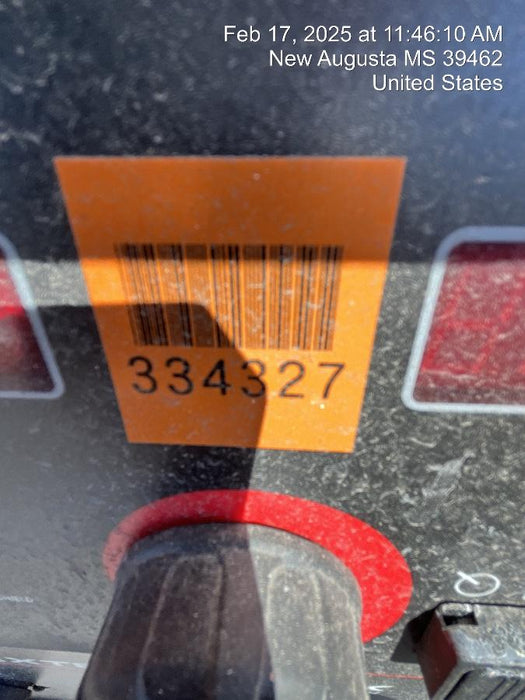 Feb 17, 2025 at 11:46:10 AM
New Augusta MS 39462
United States
334327